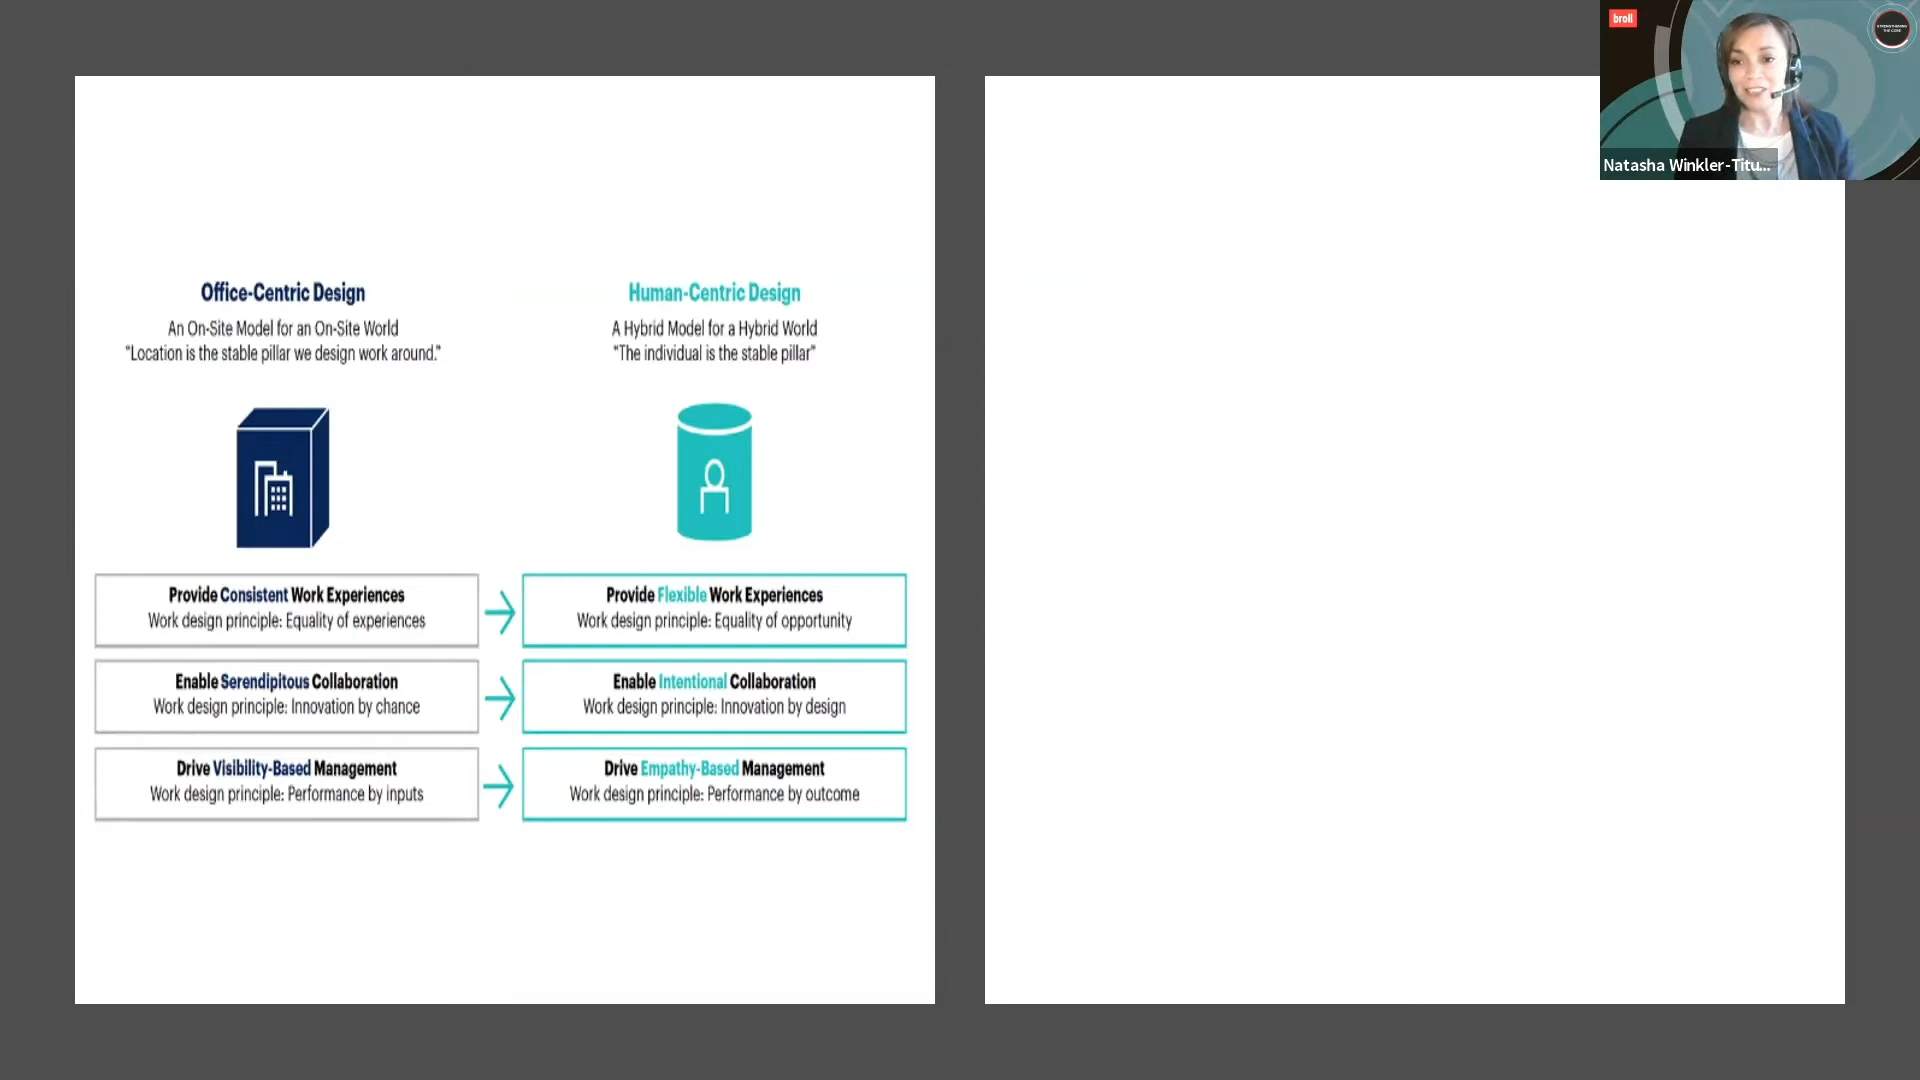 Office-Centric Design
An On-Site Model for an On-Site World
“Location is the stable pillar we design work around.”
Human-Centric Design
A Hybrid Model for a Hybrid World
“The individual is the stable pillar”
Provide Consistent Work Experiences
Work design principle: Equality of experiences
Provide Flexible Work Experiences
Work design principle: Equality of opportunity
Enable Serendipitous Collaboration
Work design principle: Innovation by chance
Enable Intentional Collaboration
Work design principle: Innovation by design
Drive Visibility-Based Management
Work design principle: Performance by inputs
Drive Empathy-Based Management
Work design principle: Performance by outcome
broll
STRENGTHENING
THE CORE
Natasha Winkler-Titu...